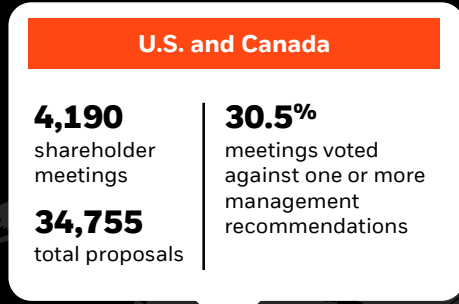 U.S. and Canada
4,190
shareholder
meetings
34,755
total proposals
30.5%
meetings voted
against one or more
management
recommendations